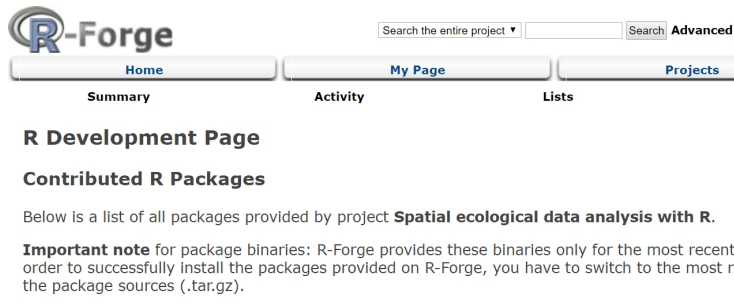 R-Forge
Search the entire project ▼ Search Advanced
Home My Page Projects
Summary Activity Lists
R Development Page
Contributed R Packages
Below is a list of all packages provided by project Spatial ecological data analysis with R.
Important note for package binaries: R-Forge provides these binaries only for the most recent
order to successfully install the packages provided on R-Forge, you have to switch to the most r
the package sources (.tar.gz).